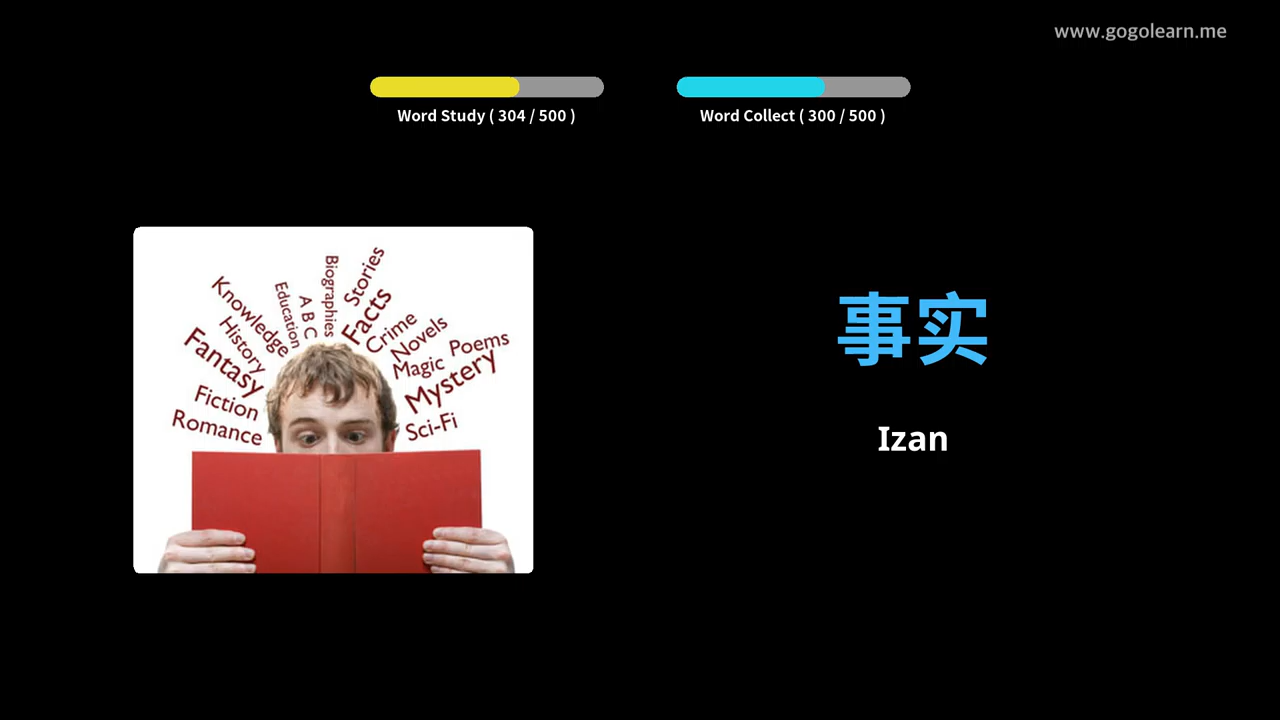 www.gogolearn.me
Word Study ( 304 / 500 )
Word Collect ( 300 / 500 )
Biographies
Stories
Knowledge
Education
A B C
Facts
History
Crime
Novels
Fantasy
Magic
Poems
Mystery
Fiction
Romance
Sci-Fi
事实
Izan